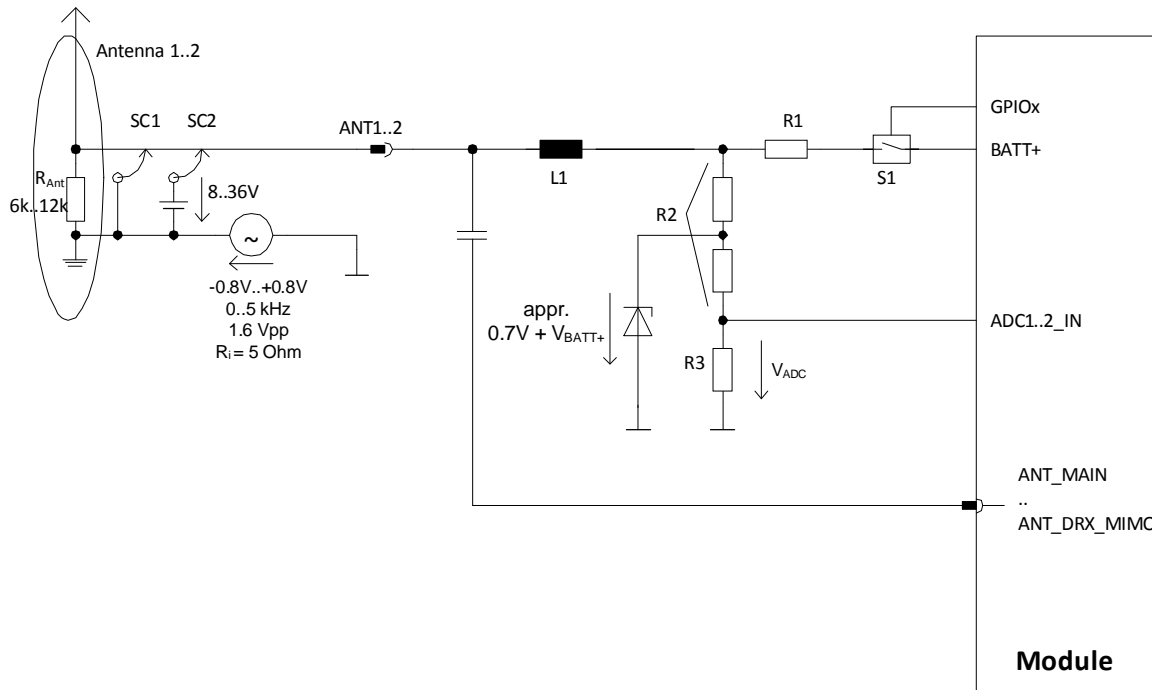 Antenna 1..2
SC1
SC2
ANT1..2
R1
GPIOx
BATT+
S1
L1
RAnt
6k..12k
8..36V
R2
~
-0.8V..+0.8V
0..5 kHz
1.6 Vpp
Ri = 5 Ohm
appr.
0.7V + VBATT+
ADC1..2_IN
R3
VADC
ANT_MAIN
..
ANT_DRX_MIMO
Module